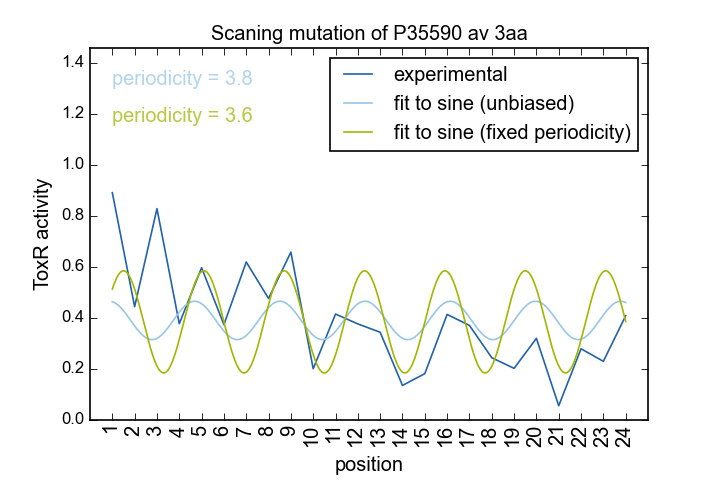 Scaning mutation of P35590 av 3aa
periodicity = 3.8
periodicity = 3.6
experimental
fit to sine (unbiased)
fit to sine (fixed periodicity)
ToxR activity
1.4
1.2
1.0
0.8
0.6
0.4
0.2
0.0
1 2 3 4 5 6 7 8 9 10 11 12 13 14 15 16 17 18 19 20 21 22 23 24
position